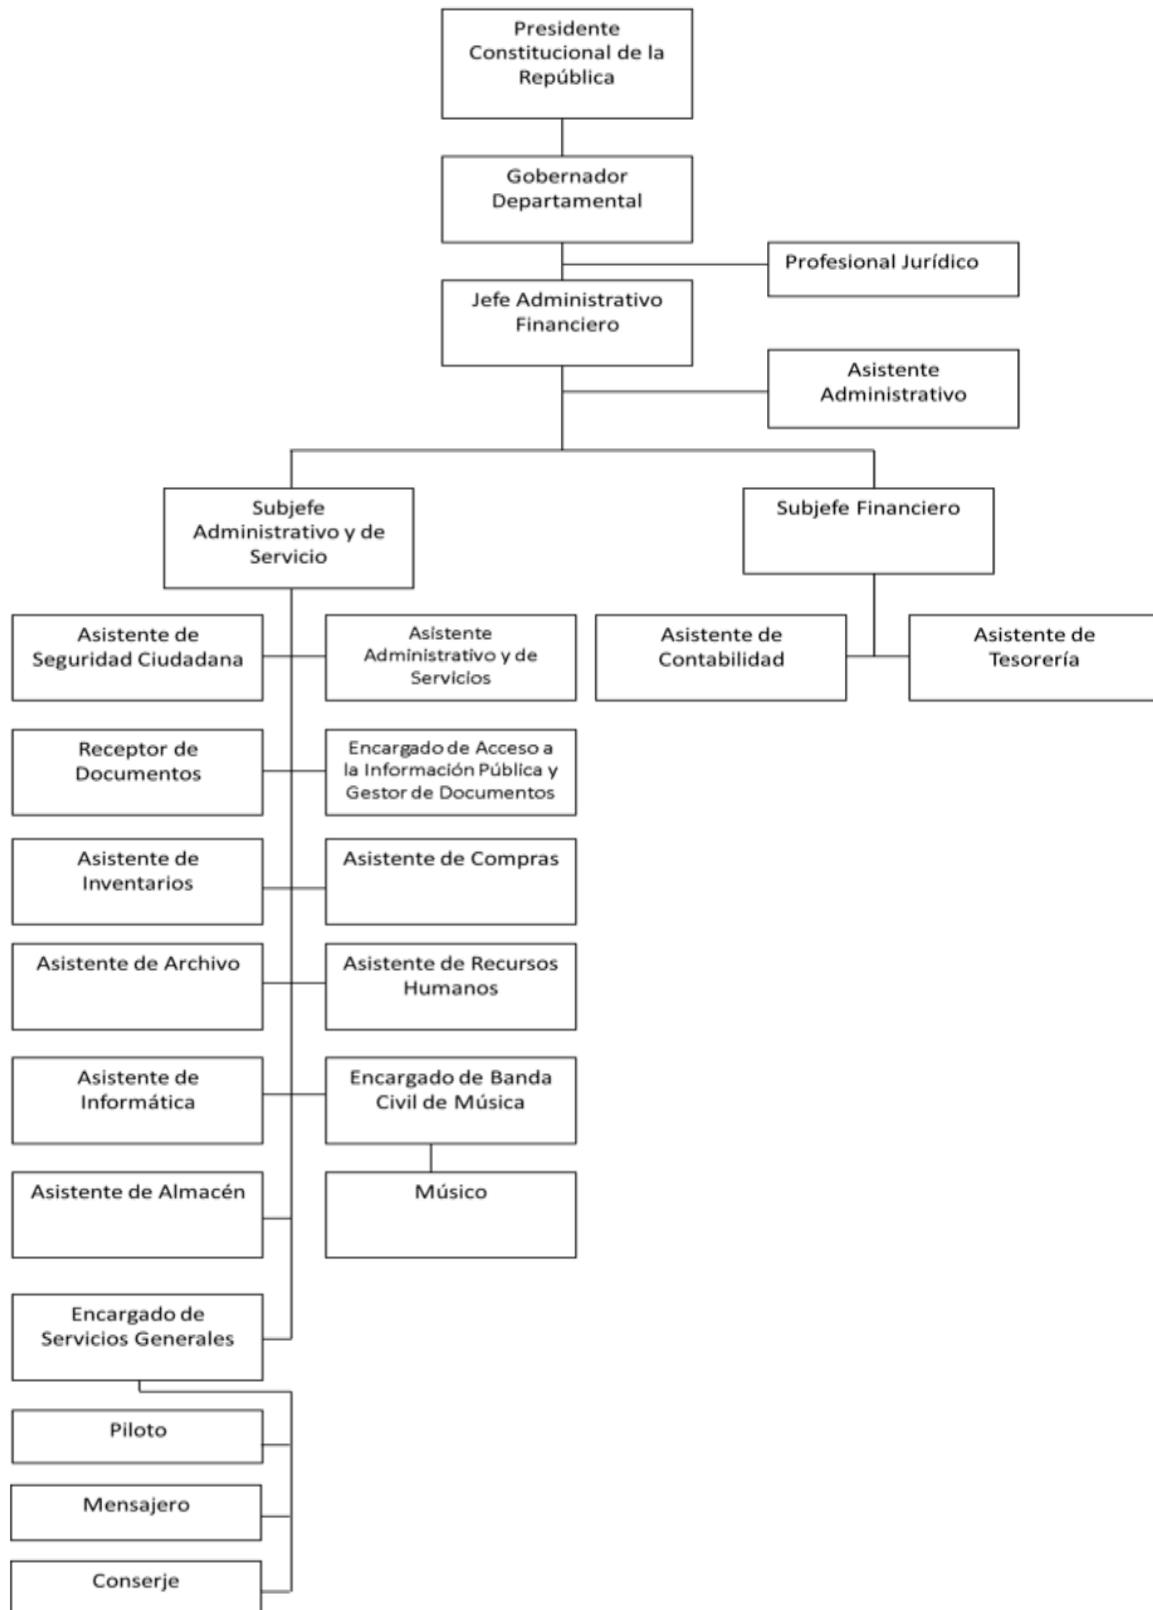 Presidente
Constitucional de la
República
Gobernador
Departamental
Profesional Jurídico
Jefe Administrativo
Financiero
Asistente
Administrativo
Subjefe
Administrativo y de
Servicio
Subjefe Financiero
Asistente de
Seguridad Ciudadana
Asistente
Administrativo y de
Servicios
Asistente de
Contabilidad
Asistente de
Tesorería
Receptor de
Documentos
Encargado de Acceso a
la Información Pública y
Gestor de Documentos
Asistente de
Inventarios
Asistente de Compras
Asistente de Archivo
Asistente de Recursos
Humanos
Asistente de
Informática
Encargado de Banda
Civil de Música
Asistente de Almacén
Músico
Encargado de
Servicios Generales
Piloto
Mensajero
Conserje